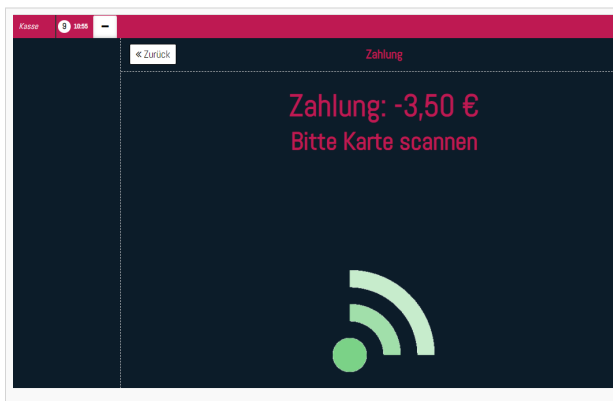 Kasse 9 10:55
« Zurück Zahlung
Zahlung: -3,50 €
Bitte Karte scannen